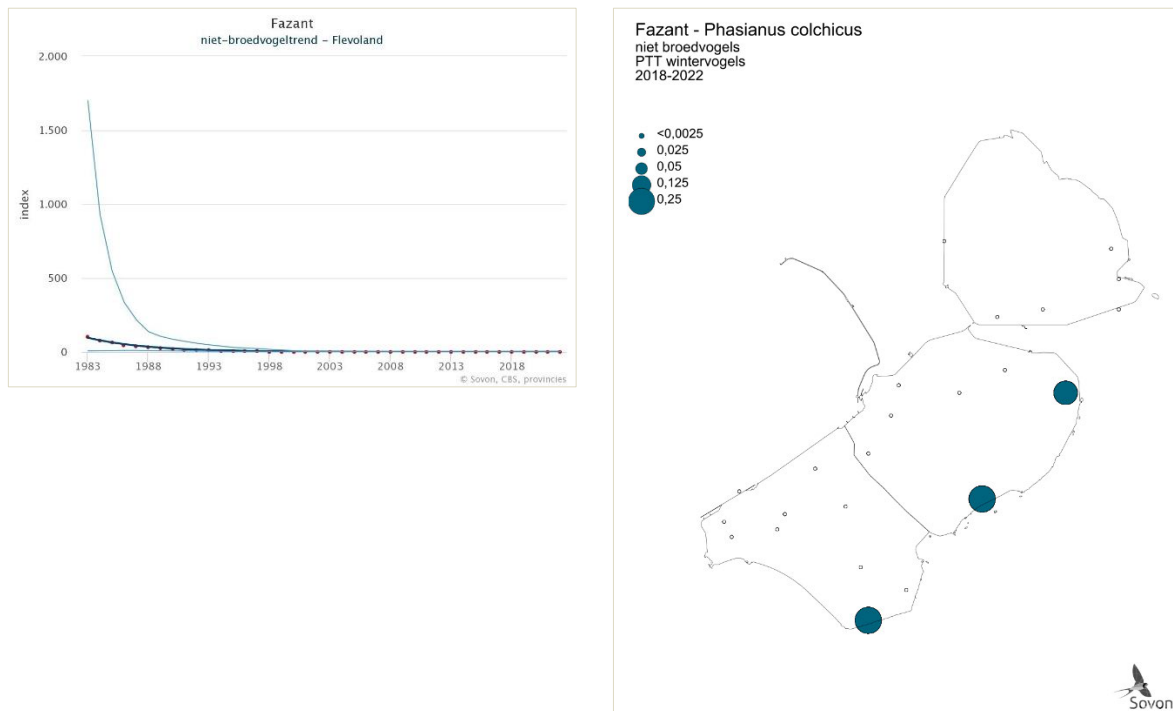 Fazant
niet-broedvogeltrend - Flevoland
2.000
1.500
1.000
500
0
index
1983
1988
1993
1998
2003
2008
2013
2018
© Sovon, CBS, provincies
Fazant - Phasianus colchicus
niet broedvogels
PTT wintervogels
2018-2022
<0,0025
0,025
0,05
0,125
0,25
Sovon